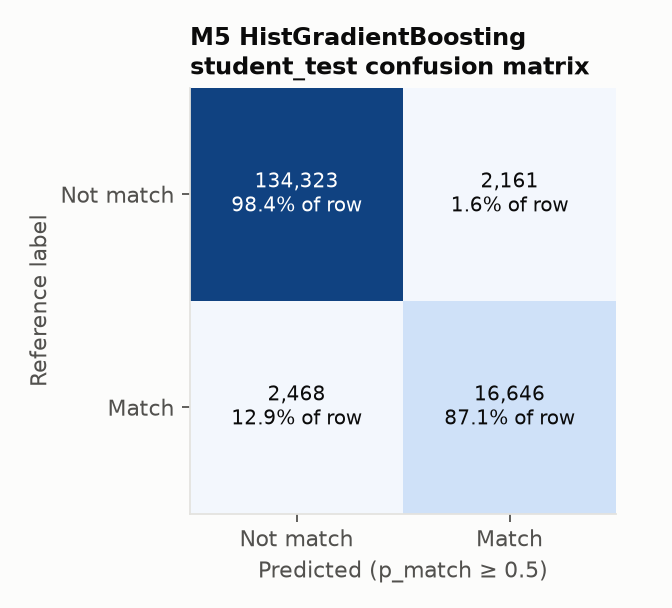 M5 HistGradientBoosting
student_test confusion matrix
Reference label
Not match
134,323
98.4% of row
2,161
1.6% of row
Match
2,468
12.9% of row
16,646
87.1% of row
Not match
Match
Predicted (p_match ≥ 0.5)